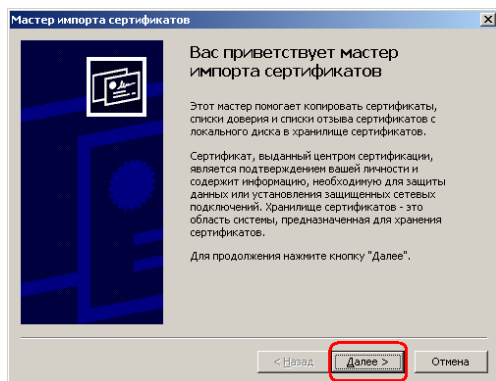 Мастер импорта сертификатов
Вас приветствует мастер
импорта сертификатов
Этот мастер помогает копировать сертификаты,
списки доверия и списки отзыва сертификатов с
локального диска в хранилище сертификатов.
Сертификат, выданный центром сертификации,
является подтверждением вашей личности и
содержит информацию, необходимую для защиты
данных или установления защищенных сетевых
подключений. Хранилище сертификатов - это
область системы, предназначенная для хранения
сертификатов.
Для продолжения нажмите кнопку "Далее".
< Назад Далее > Отмена